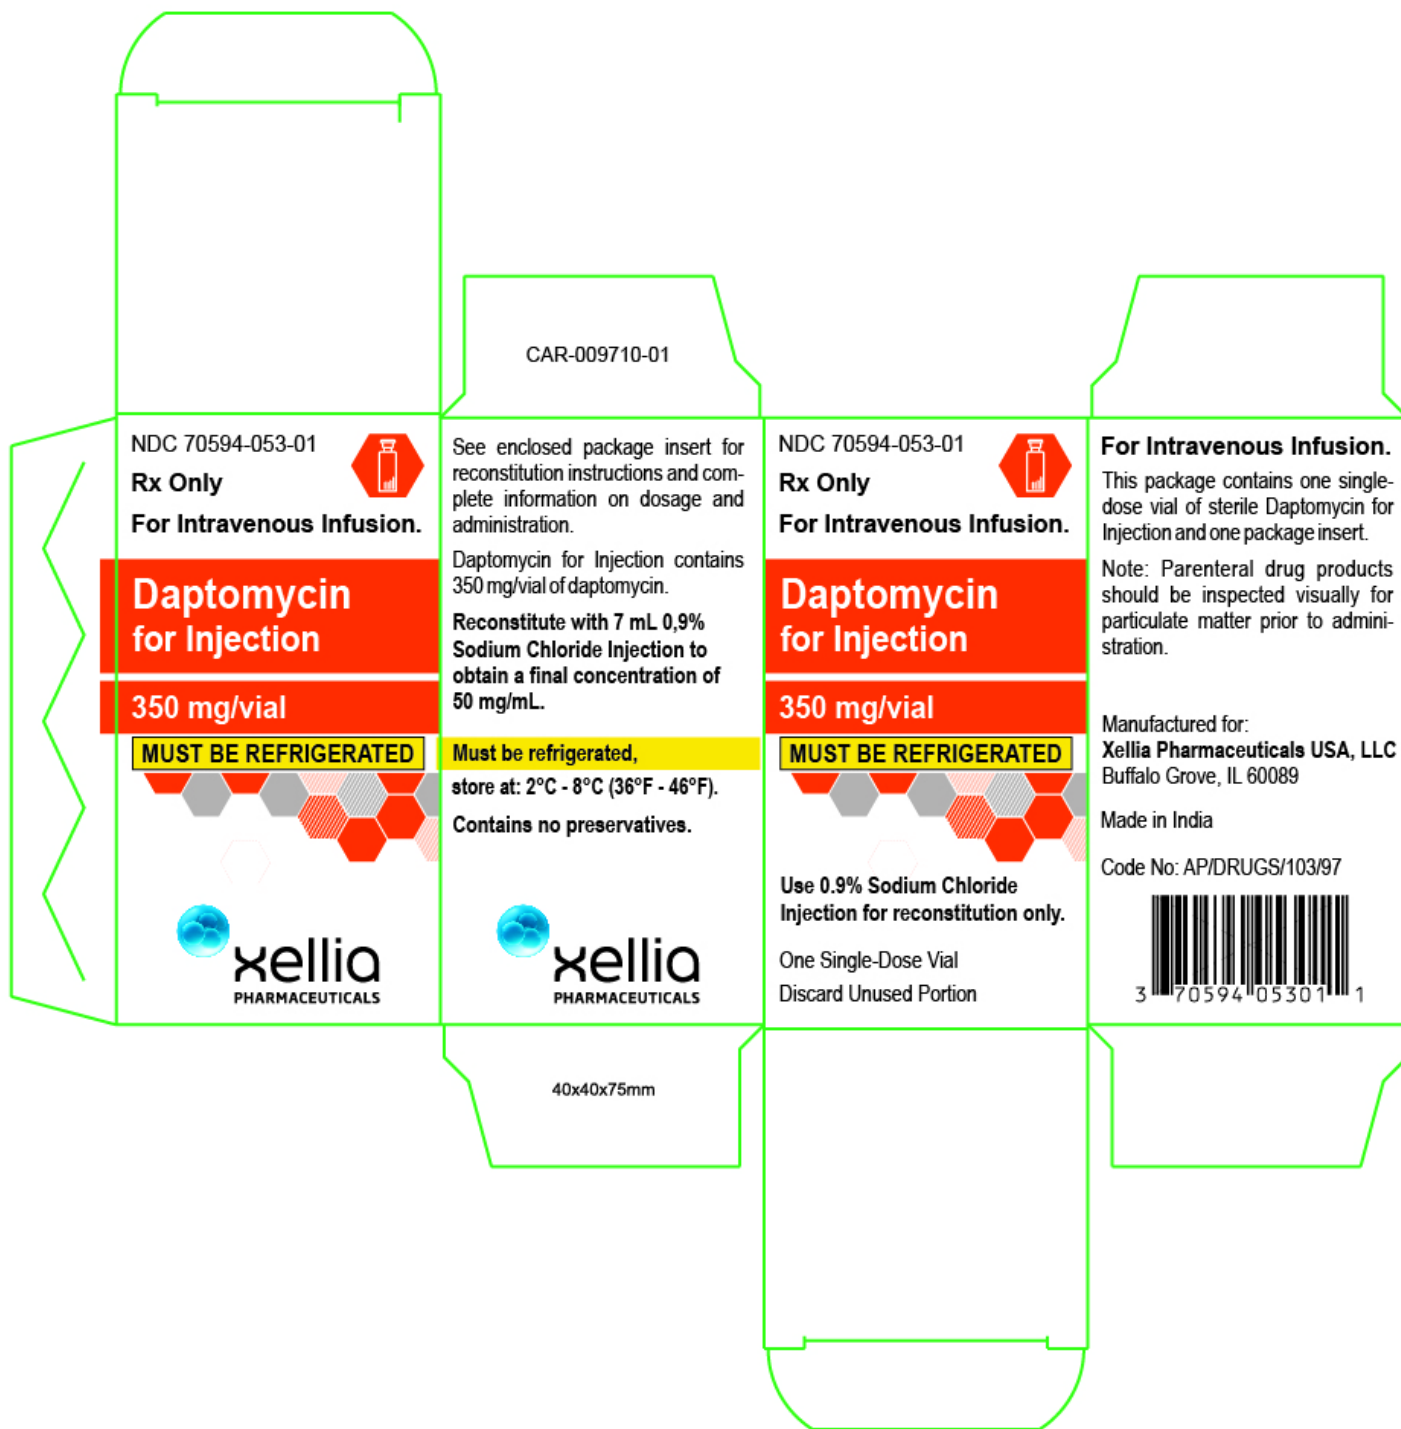 CAR-009710-01
NDC 70594-053-01
Rx Only
For Intravenous Infusion.
Daptomycin
for Injection
350 mg/vial
MUST BE REFRIGERATED
xellia
PHARMACEUTICALS
See enclosed package insert for
reconstitution instructions and com-
plete information on dosage and
administration.
Daptomycin for Injection contains
350 mg/vial of daptomycin.
Reconstitute with 7 mL 0,9%
Sodium Chloride Injection to
obtain a final concentration of
50 mg/mL.
Must be refrigerated,
store at: 2°C - 8°C (36°F - 46°F).
Contains no preservatives.
xellia
PHARMACEUTICALS
40x40x75mm
NDC 70594-053-01
Rx Only
For Intravenous Infusion.
Daptomycin
for Injection
350 mg/vial
MUST BE REFRIGERATED
Use 0.9% Sodium Chloride
Injection for reconstitution only.
One Single-Dose Vial
Discard Unused Portion
For Intravenous Infusion.
This package contains one single-
dose vial of sterile Daptomycin for
Injection and one package insert.
Note: Parenteral drug products
should be inspected visually for
particulate matter prior to admini-
stration.
Manufactured for:
Xellia Pharmaceuticals USA, LLC
Buffalo Grove, IL 60089
Made in India
Code No: AP/DRUGS/103/97
3 70594 05301 1